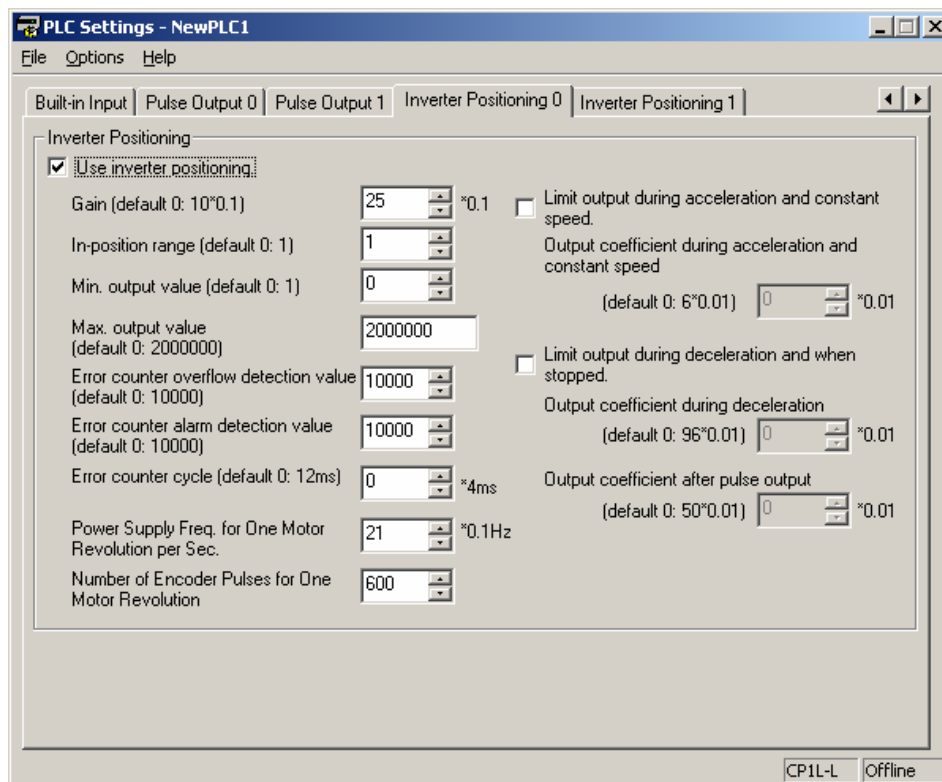 PLC Settings - NewPLC1
File Options Help
Built-in Input Pulse Output 0 Pulse Output 1 Inverter Positioning 0 Inverter Positioning 1
Inverter Positioning
Use inverter positioning.
Gain (default 0: 10*0.1) 25 *0.1
In-position range (default 0: 1) 1
Min. output value (default 0: 1) 0
Max. output value
(default 0: 2000000) 2000000
Error counter overflow detection value
(default 0: 10000) 10000
Error counter alarm detection value
(default 0: 10000) 10000
Error counter cycle (default 0: 12ms) 0 *4ms
Power Supply Freq. for One Motor
Revolution per Sec. 21 *0.1Hz
Number of Encoder Pulses for One
Motor Revolution 600
Limit output during acceleration and constant
speed.
Output coefficient during acceleration and
constant speed
(default 0: 6*0.01) 0 *0.01
Limit output during deceleration and when
stopped.
Output coefficient during deceleration
(default 0: 96*0.01) 0 *0.01
Output coefficient after pulse output
(default 0: 50*0.01) 0 *0.01
CP1L-L Offline